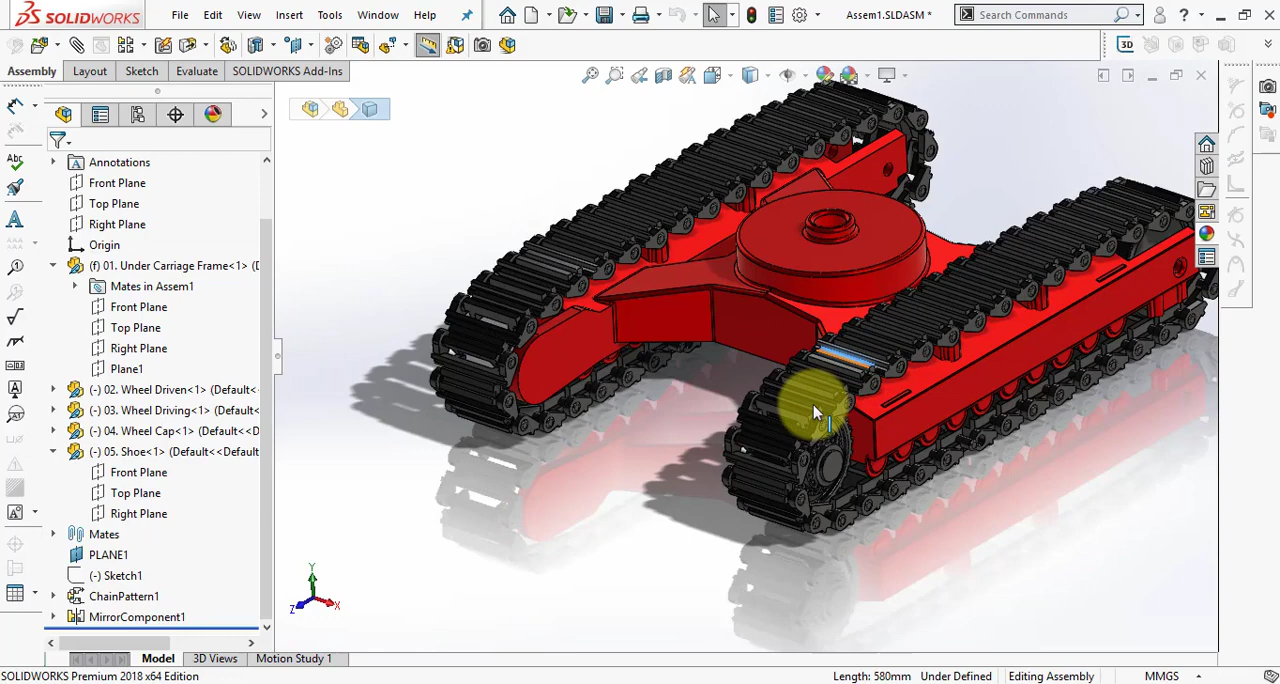 SOLIDWORKS File Edit View Insert Tools Window Help Assem1.SLDASM * Search Commands ?
3D
Assembly Layout Sketch Evaluate SOLIDWORKS Add-Ins
Annotations
Front Plane
Top Plane
Right Plane
Origin
(f) 01. Under Carriage Frame<1> (D
Mates in Assem1
Front Plane
Top Plane
Right Plane
Plane1
(-) 02. Wheel Driven<1> (Default<
(-) 03. Wheel Driving<1> (Default<
(-) 04. Wheel Cap<1> (Default<<D
(-) 05. Shoe<1> (Default<<Default
Front Plane
Top Plane
Right Plane
Mates
PLANE1
(-) Sketch1
ChainPattern1
MirrorComponent1
Abc
A
Y
Z
X
Model 3D Views Motion Study 1
SOLIDWORKS Premium 2018 x64 Edition Length: 580mm Under Defined Editing Assembly MMGS